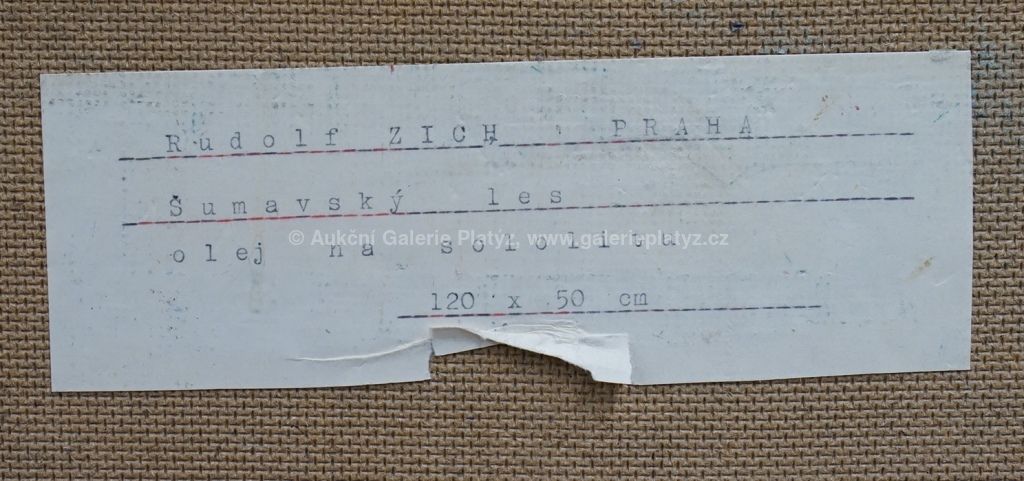 Rudolf ZICH PRAHA
Šumavský les
© Aukční Galerie Platýz, www.galerieplatyz.cz
olej na sololitu
120 x 50 cm